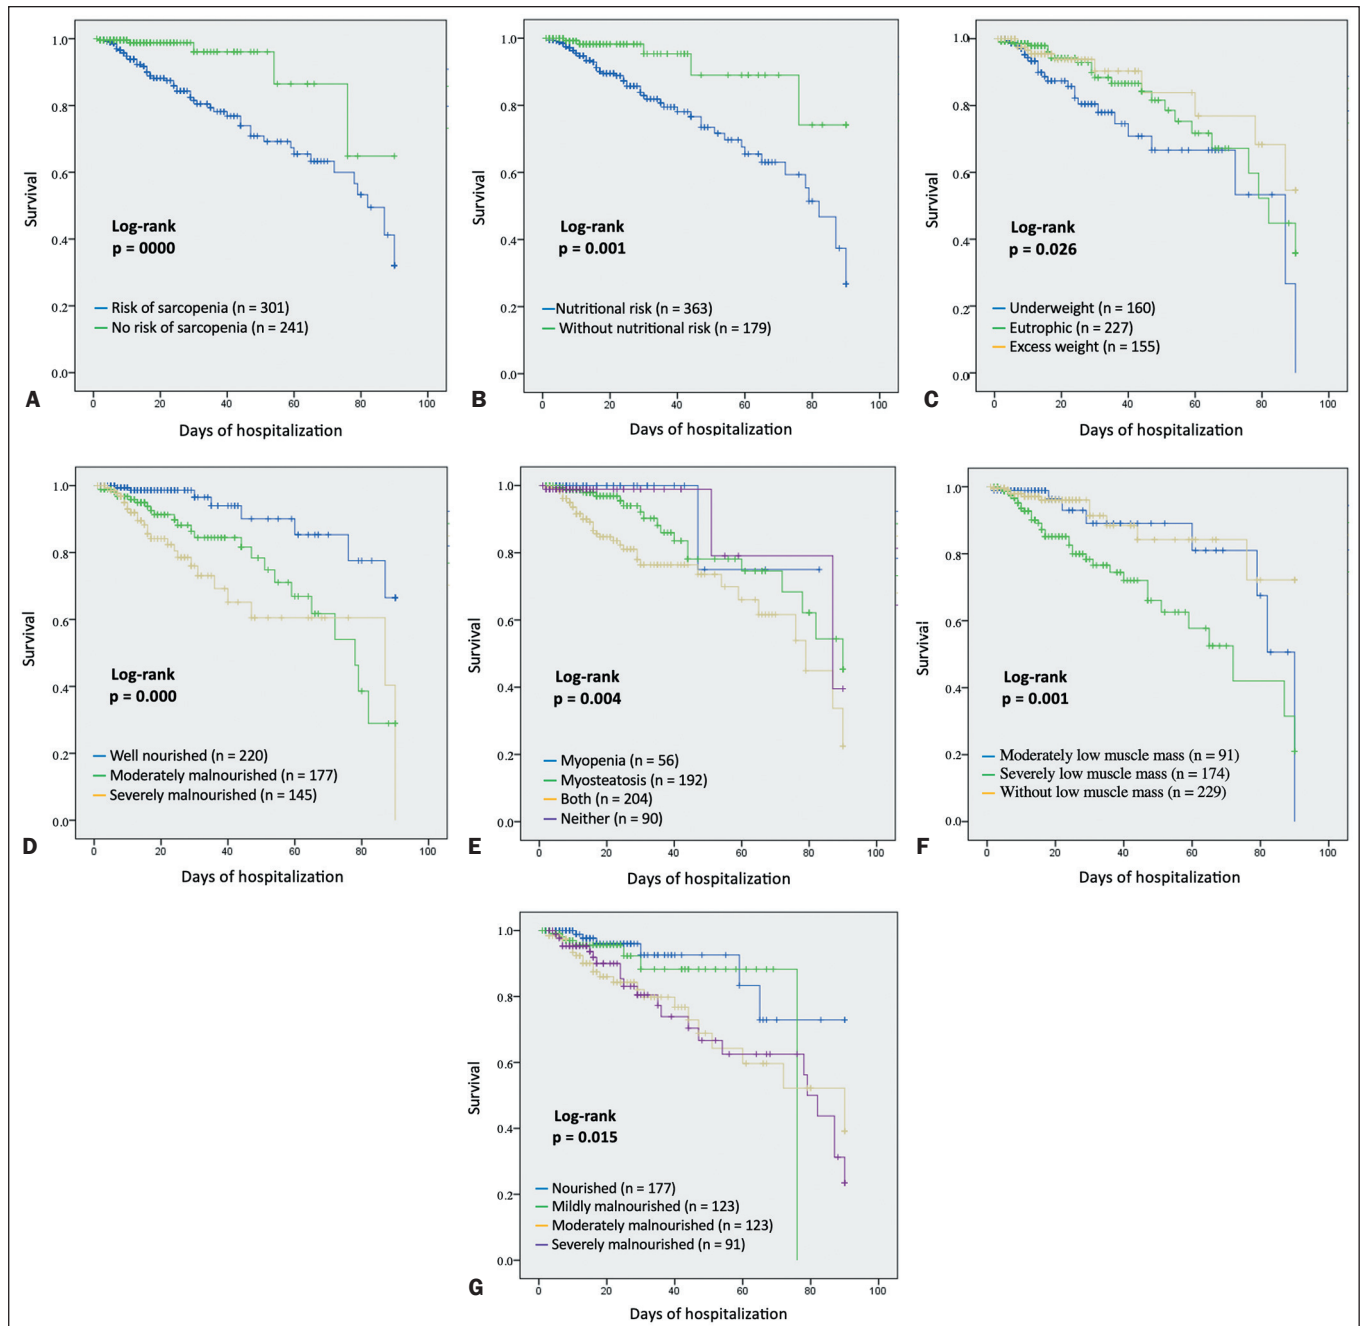 1.0
0.8
0.6
0.4
0.2
0.0
Survival
Log-rank
p = 0000
Risk of sarcopenia (n = 301)
No risk of sarcopenia (n = 241)
0 20 40 60 80 100
Days of hospitalization
A
1.0
0.8
0.6
0.4
0.2
0.0
Survival
Log-rank
p = 0.001
Nutritional risk (n = 363)
Without nutritional risk (n = 179)
0 20 40 60 80 100
Days of hospitalization
B
1.0
0.8
0.6
0.4
0.2
0.0
Survival
Log-rank
p = 0.026
Underweight (n = 160)
Eutrophic (n = 227)
Excess weight (n = 155)
0 20 40 60 80 100
Days of hospitalization
C
1.0
0.8
0.6
0.4
0.2
0.0
Survival
Log-rank
p = 0.000
Well nourished (n = 220)
Moderately malnourished (n = 177)
Severely malnourished (n = 145)
0 20 40 60 80 100
Days of hospitalization
D
1.0
0.8
0.6
0.4
0.2
0.0
Survival
Log-rank
p = 0.004
Myopenia (n = 56)
Myosteatosis (n = 192)
Both (n = 204)
Neither (n = 90)
0 20 40 60 80 100
Days of hospitalization
E
1.0
0.8
0.6
0.4
0.2
0.0
Survival
Log-rank
p = 0.001
Moderately low muscle mass (n = 91)
Severely low muscle mass (n = 174)
Without low muscle mass (n = 229)
0 20 40 60 80 100
Days of hospitalization
F
1.0
0.8
0.6
0.4
0.2
0.0
Survival
Log-rank
p = 0.015
Nourished (n = 177)
Mildly malnourished (n = 123)
Moderately malnourished (n = 123)
Severely malnourished (n = 91)
0 20 40 60 80 100
Days of hospitalization
G